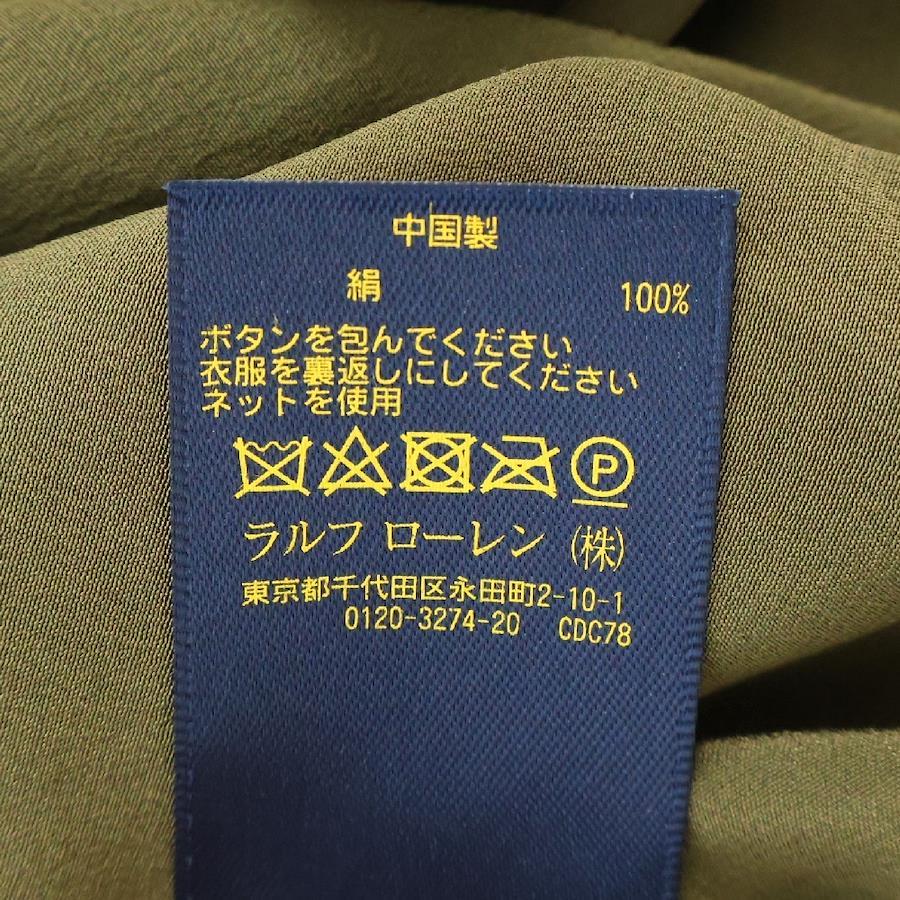 中国製
絹 100%
ボタンを包んでください
衣服を裏返しにしてください
ネットを使用
P
ラルフ ローレン (株)
東京都千代田区永田町2-10-1
0120-3274-20 CDC78